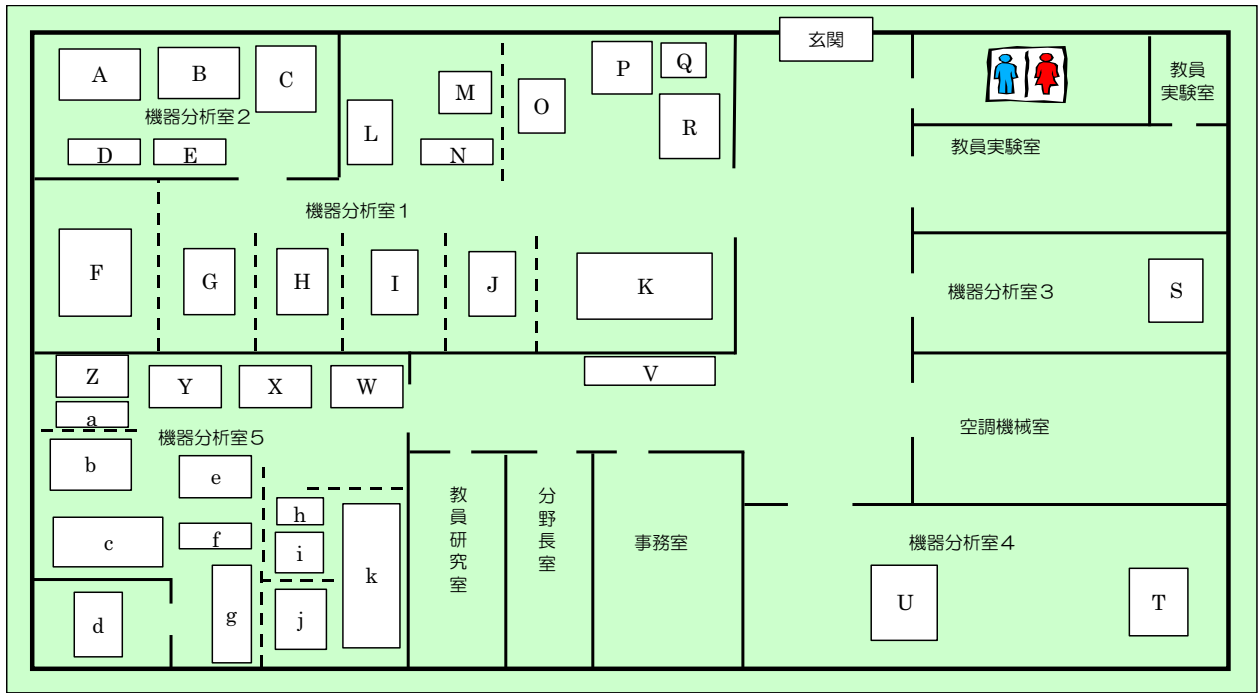 玄関
A
B
C
機器分析室2
D
E
L
M
N
O
P
Q
R
教員
実験室
教員実験室
機器分析室1
F
G
H
I
J
K
機器分析室3
S
V
Z
a
Y
X
W
機器分析室5
b
c
d
e
f
g
h
i
j
k
教員研究室
分野長室
事務室
空調機械室
機器分析室4
U
T